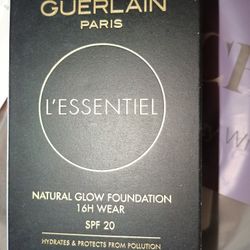 GUERLAIN
PARIS
L'ESSENTIEL
NATURAL GLOW FOUNDATION
16H WEAR
SPF 20
HYDRATES & PROTECTS FROM POLLUTION